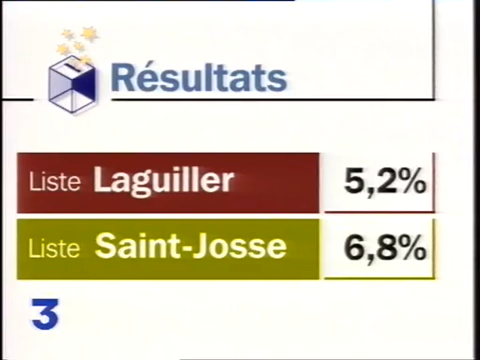 Résultats
Liste Laguiller 5,2%
Liste Saint-Josse 6,8%
3